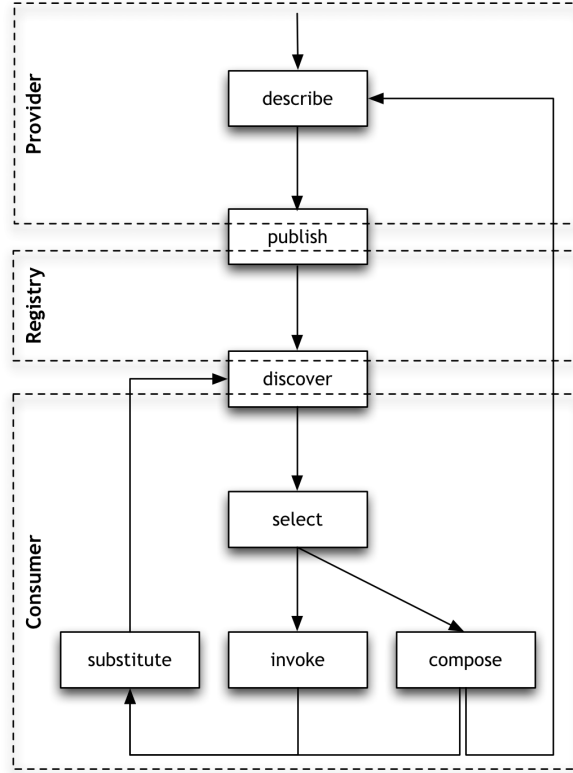 Provider
describe
publish
Registry
discover
Consumer
select
substitute
invoke
compose